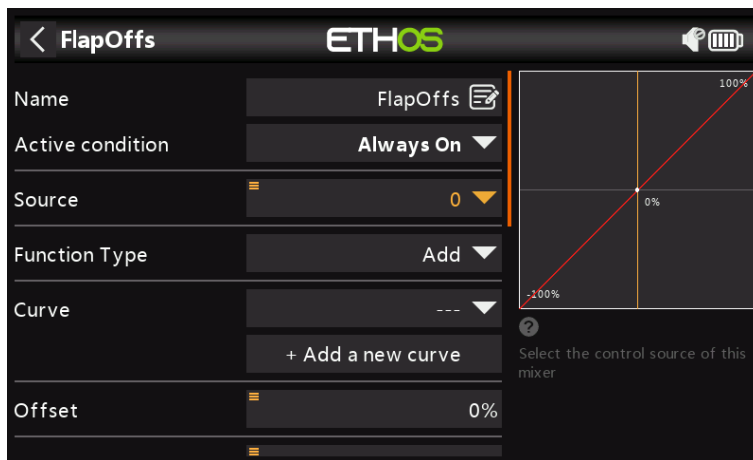 FlapOffs
ETHOS
Name
FlapOffs
Active condition
Always On
Source
0
Function Type
Add
Curve
---
+ Add a new curve
Offset
0%
100%
0%
-100%
?
Select the control source of this
mixer